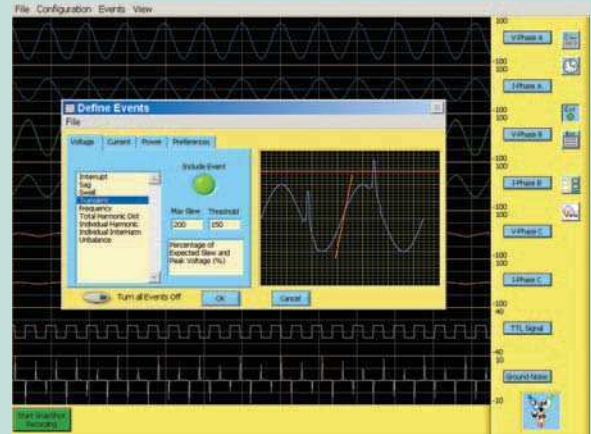 File Configuration Events View
100
V-Phase A
-100
100
I-Phase A
-100
100
V-Phase B
-100
100
I-Phase B
-100
100
V-Phase C
-100
100
I-Phase C
-100
40
TTL Signal
-40
10
Ground Noise
-10
Define Events
File
Voltage Current Power Preferences
Interrupt
Sag
Swell
Transient
Frequency
Total Harmonic Dist
Individual Harmonic
Individual InterHarm
Unbalance
Include Event
Max Slew Threshold
200 150
Percentage of
Expected Slew and
Peak Voltage (%)
Turn all Events Off OK Cancel
Start Snapshot
Recording